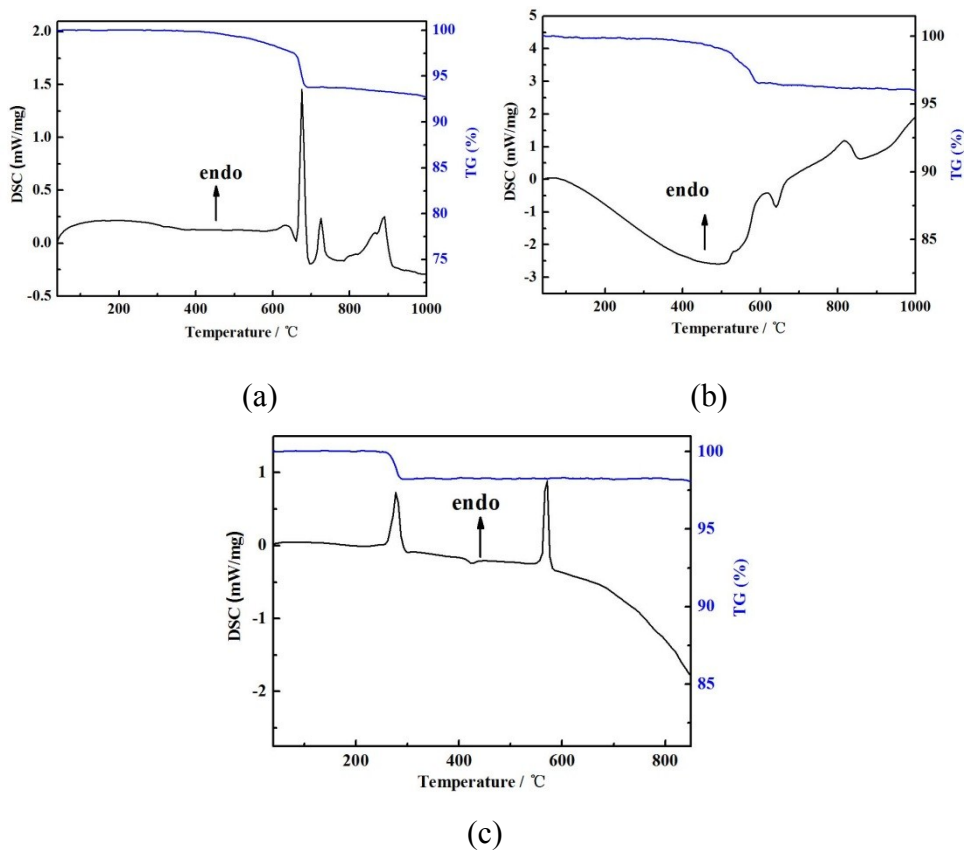 2.0
1.5
1.0
0.5
0.0
-0.5
DSC (mW/mg)
endo
100
95
90
85
80
75
TG (%)
200 400 600 800 1000
Temperature / ℃
(a)
5
4
3
2
1
0
-1
-2
-3
DSC (mW/mg)
endo
100
95
90
85
TG (%)
0 200 400 600 800 1000
Temperature / ℃
(b)
1
0
-1
-2
DSC (mW/mg)
endo
100
95
90
85
TG (%)
200 400 600 800
Temperature / ℃
(c)